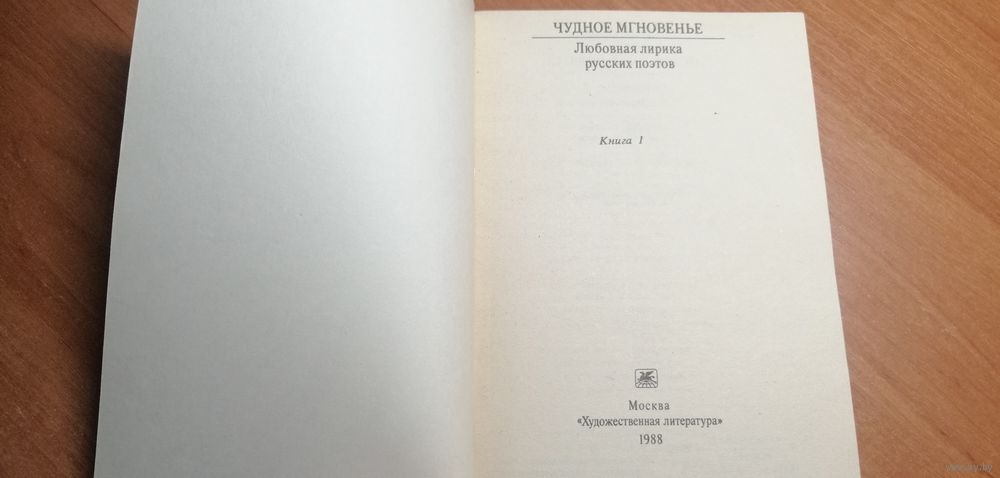 ЧУДНОЕ МГНОВЕНЬЕ
Любовная лирика
русских поэтов
Книга 1
Москва
«Художественная литература»
1988